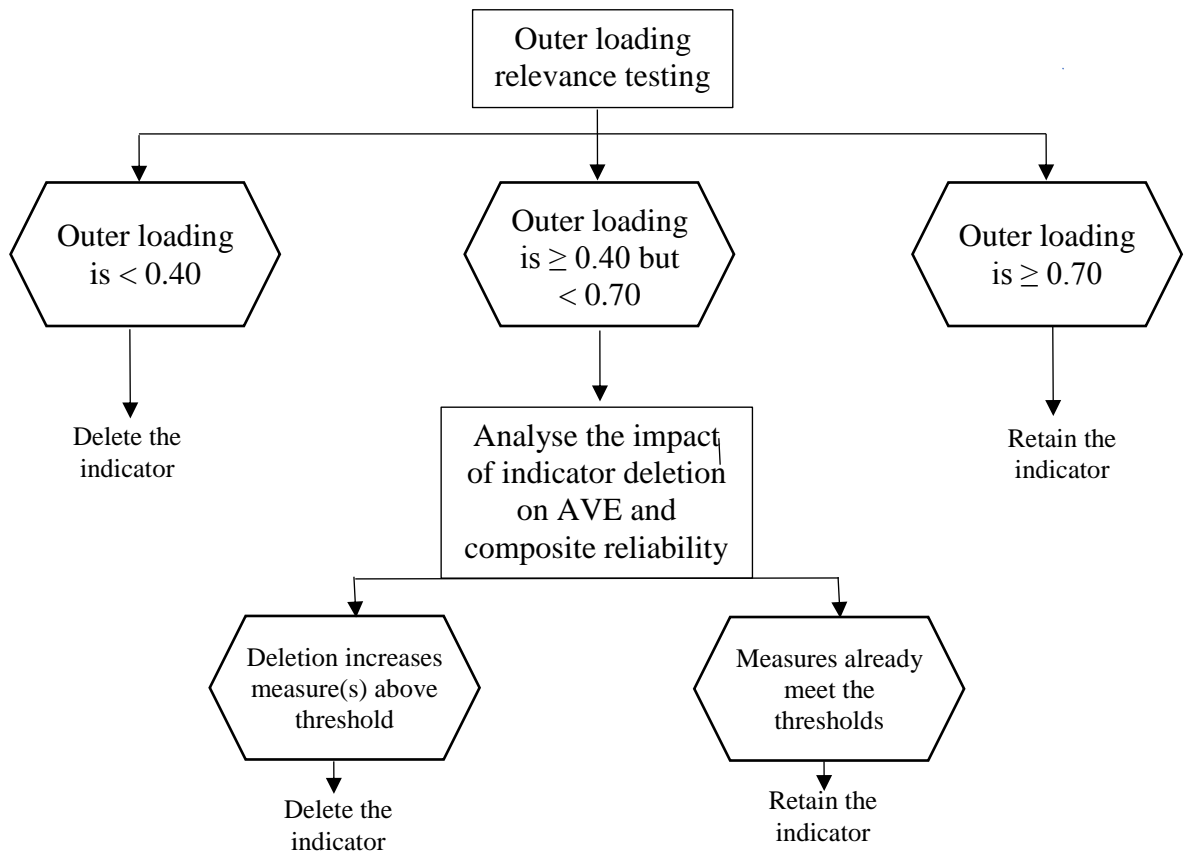 Outer loading
relevance testing
Outer loading
is < 0.40
Outer loading
is ≥ 0.40 but
< 0.70
Outer loading
is ≥ 0.70
Delete the
indicator
Analyse the impact
of indicator deletion
on AVE and
composite reliability
Retain the
indicator
Deletion increases
measure(s) above
threshold
Measures already
meet the
thresholds
Delete the
indicator
Retain the
indicator